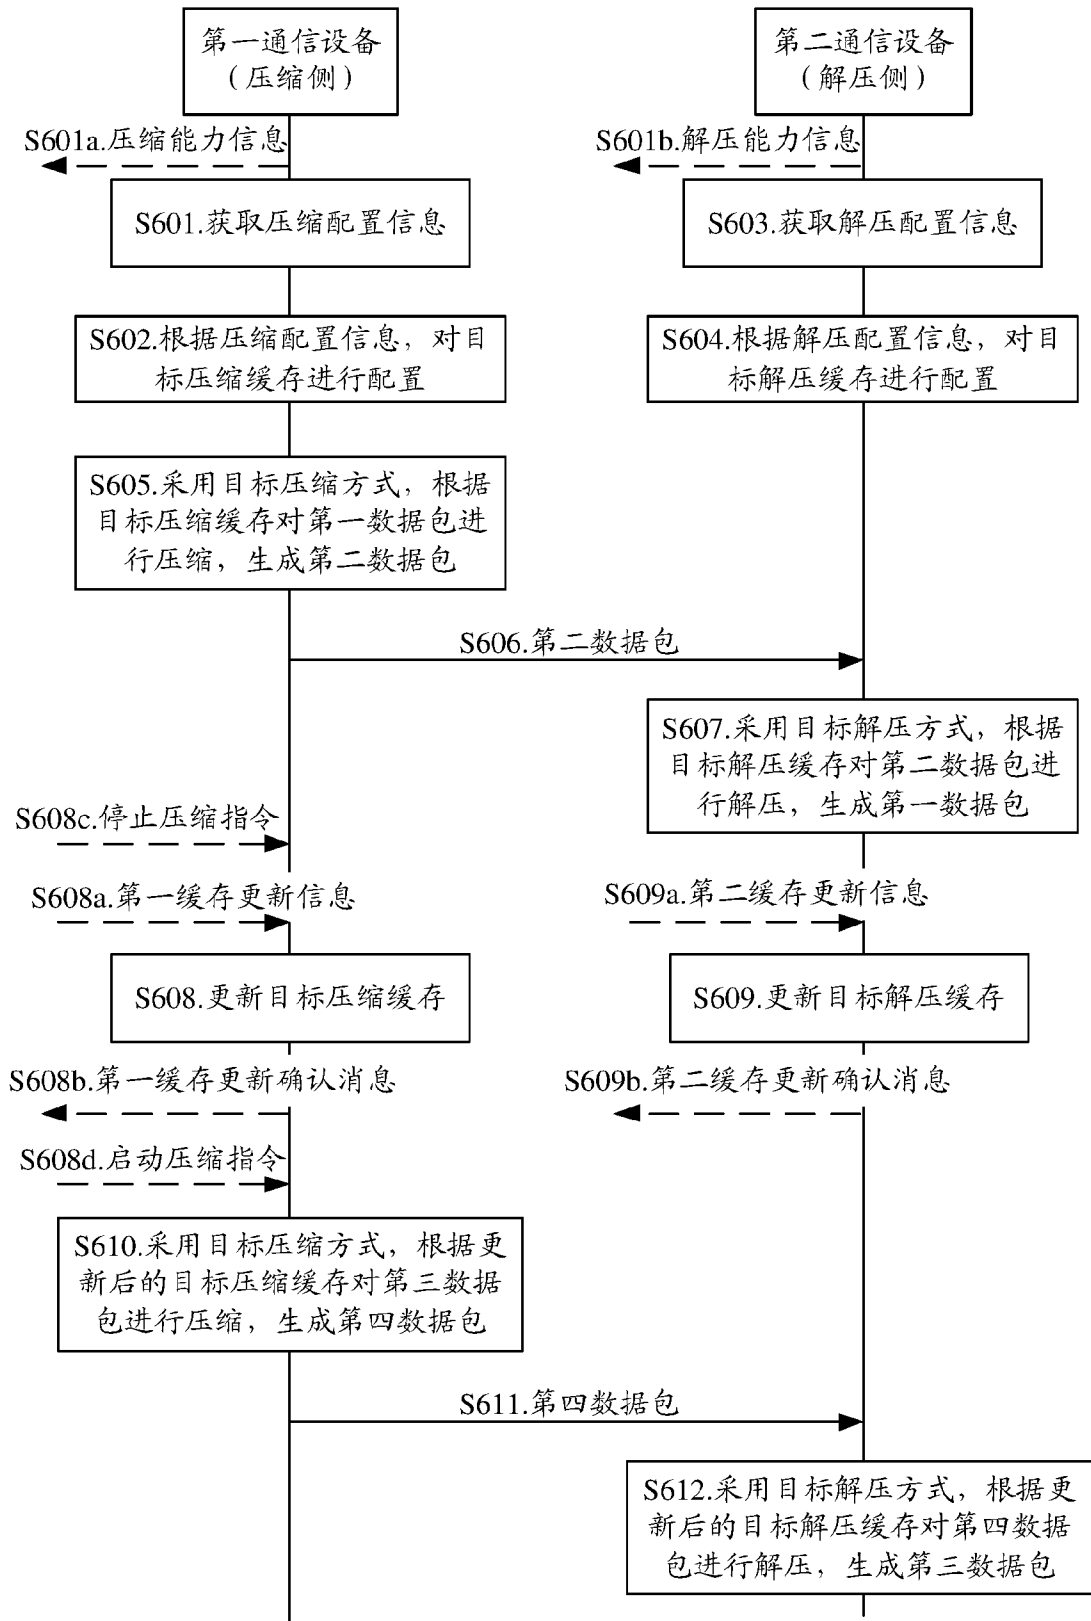 第一通信设备
（压缩侧）
第二通信设备
（解压侧）
S601a.压缩能力信息
S601b.解压能力信息
S601.获取压缩配置信息
S603.获取解压配置信息
S602.根据压缩配置信息，对目
标压缩缓存进行配置
S604.根据解压配置信息，对目
标解压缓存进行配置
S605.采用目标压缩方式，根据
目标压缩缓存对第一数据包进
行压缩，生成第二数据包
S606.第二数据包
S607.采用目标解压方式，根据
目标解压缓存对第二数据包进
行解压，生成第一数据包
S608c.停止压缩指令
S608a.第一缓存更新信息
S609a.第二缓存更新信息
S608.更新目标压缩缓存
S609.更新目标解压缓存
S608b.第一缓存更新确认消息
S609b.第二缓存更新确认消息
S608d.启动压缩指令
S610.采用目标压缩方式，根据更
新后的目标压缩缓存对第三数据
包进行压缩，生成第四数据包
S611.第四数据包
S612.采用目标解压方式，根据更
新后的目标解压缓存对第四数据
包进行解压，生成第三数据包